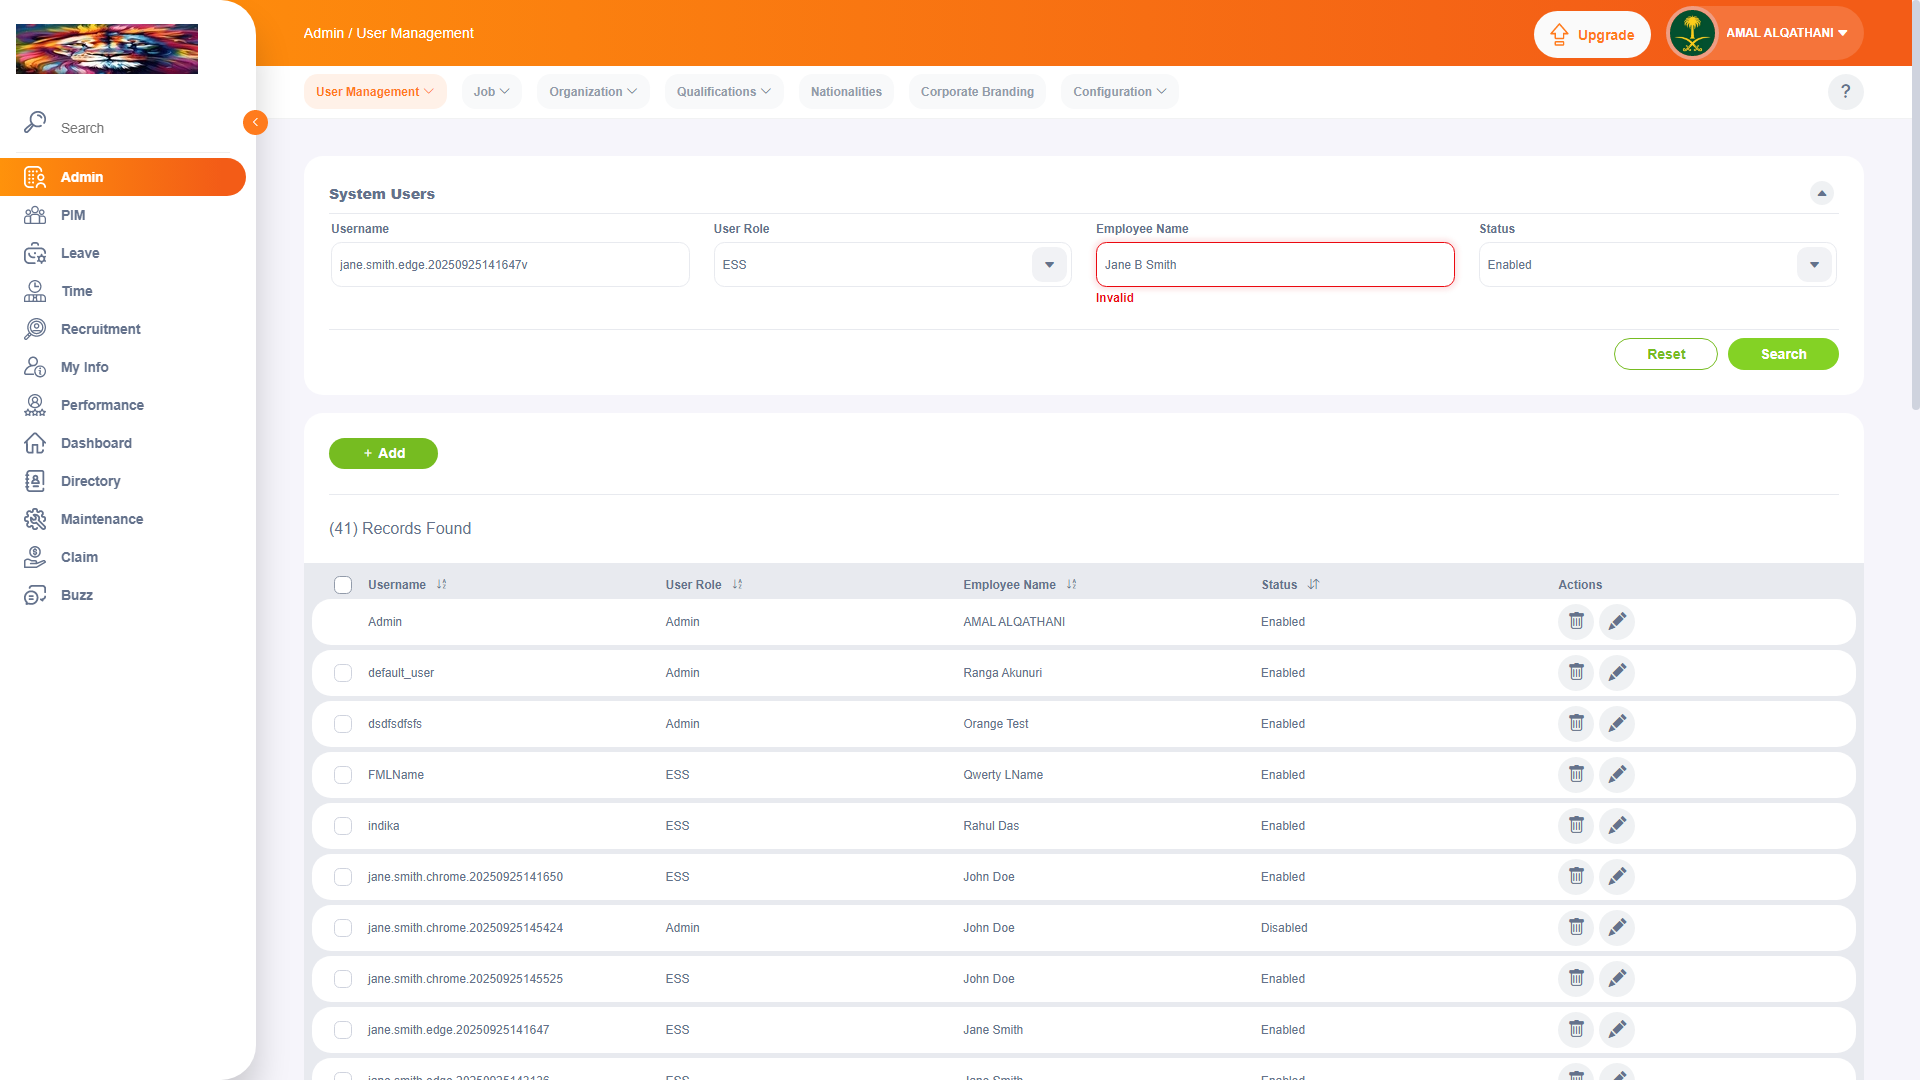 Admin / User Management
Upgrade
AMAL ALQATHANI
User Management
Job
Organization
Qualifications
Nationalities
Corporate Branding
Configuration
?
Search
Admin
PIM
Leave
Time
Recruitment
My Info
Performance
Dashboard
Directory
Maintenance
Claim
Buzz
System Users
Username
User Role
Employee Name
Status
jane.smith.edge.20250925141647v
ESS
Jane B Smith
Enabled
Invalid
Reset
Search
+ Add
(41) Records Found
Username User Role Employee Name Status Actions
Admin Admin AMAL ALQATHANI Enabled
default_user Admin Ranga Akunuri Enabled
dsdfsdfsfs Admin Orange Test Enabled
FMLName ESS Qwerty LName Enabled
indika ESS Rahul Das Enabled
jane.smith.chrome.20250925141650 ESS John Doe Enabled
jane.smith.chrome.20250925145424 Admin John Doe Disabled
jane.smith.chrome.20250925145525 ESS John Doe Enabled
jane.smith.edge.20250925141647 ESS Jane Smith Enabled
ESS Jane Smith Enabled